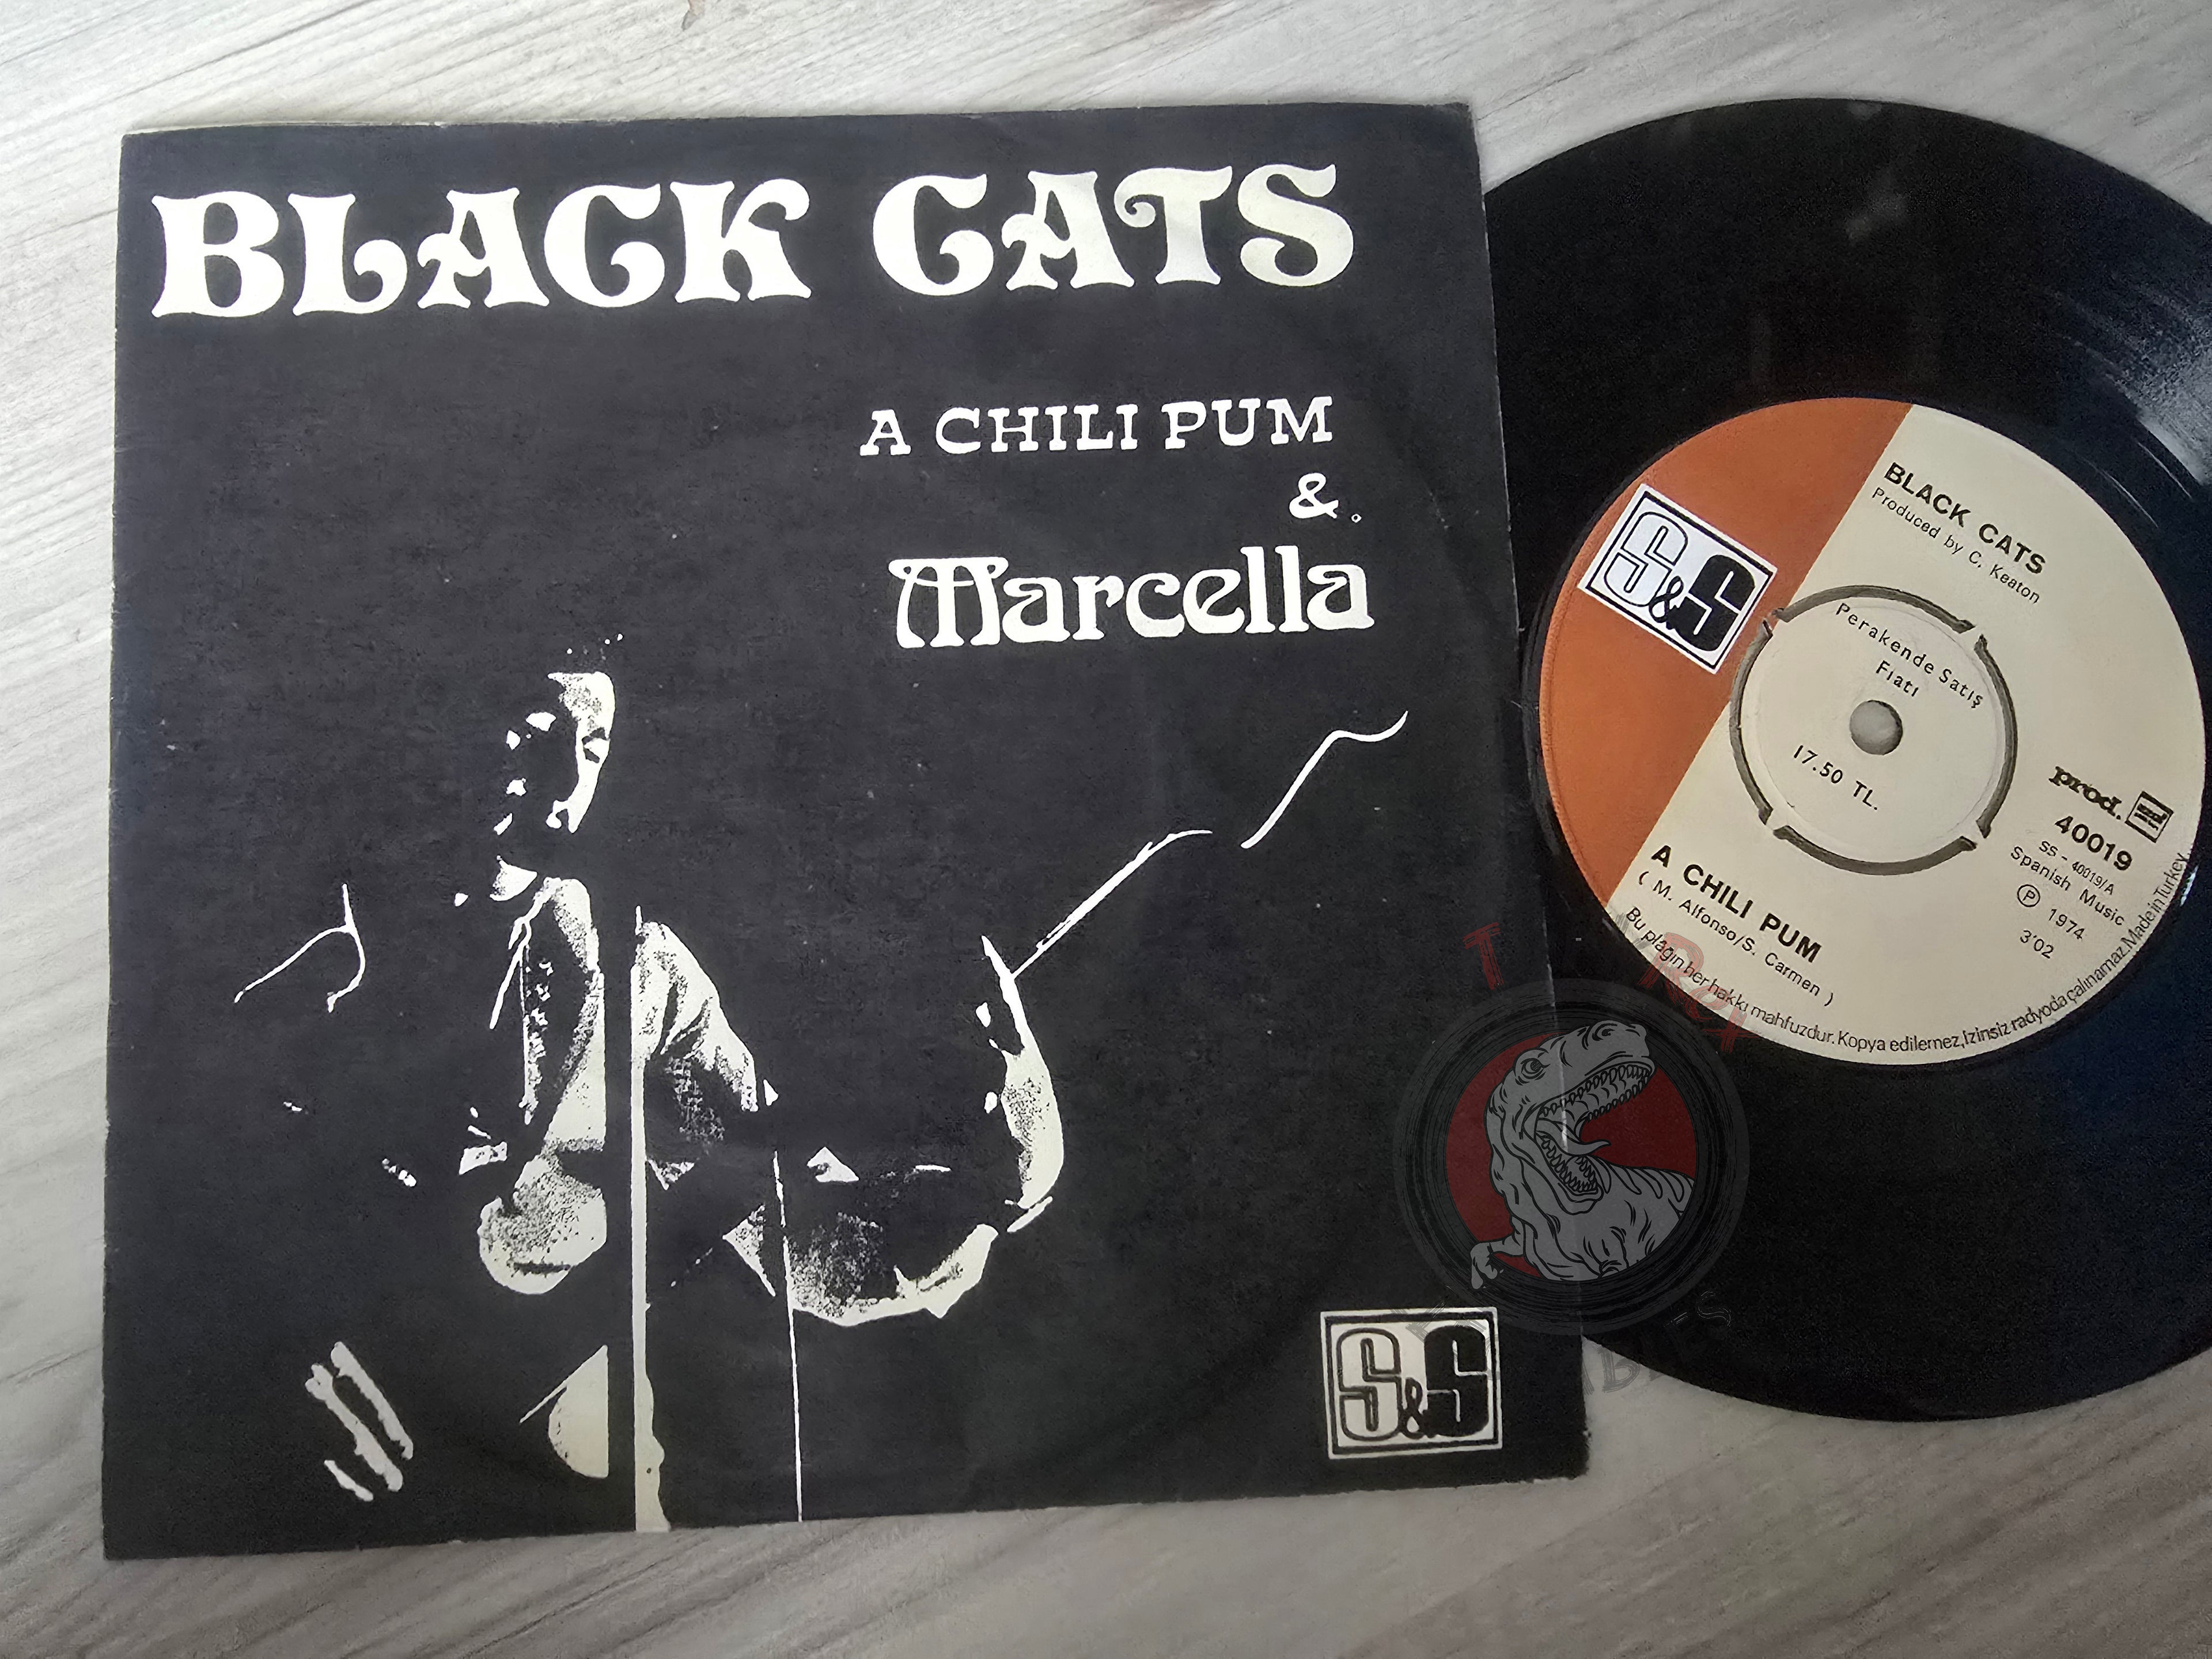 BLACK CATS
A CHILI PUM
&
Marcella
S&S
S&S
BLACK CATS
Produced by C. Keaton
Perakende Satış
Fiatı
17.50 TL.
prod.
40019
SS - 40019/A
Spanish Music
Ⓟ 1974
3'02
A CHILI PUM
( M. Alfonso/S. Carmen )
Bu plağın her hakkı mahfuzdur. Kopya edilemez, İzinsiz radyoda çalınamaz. Made in Turkey